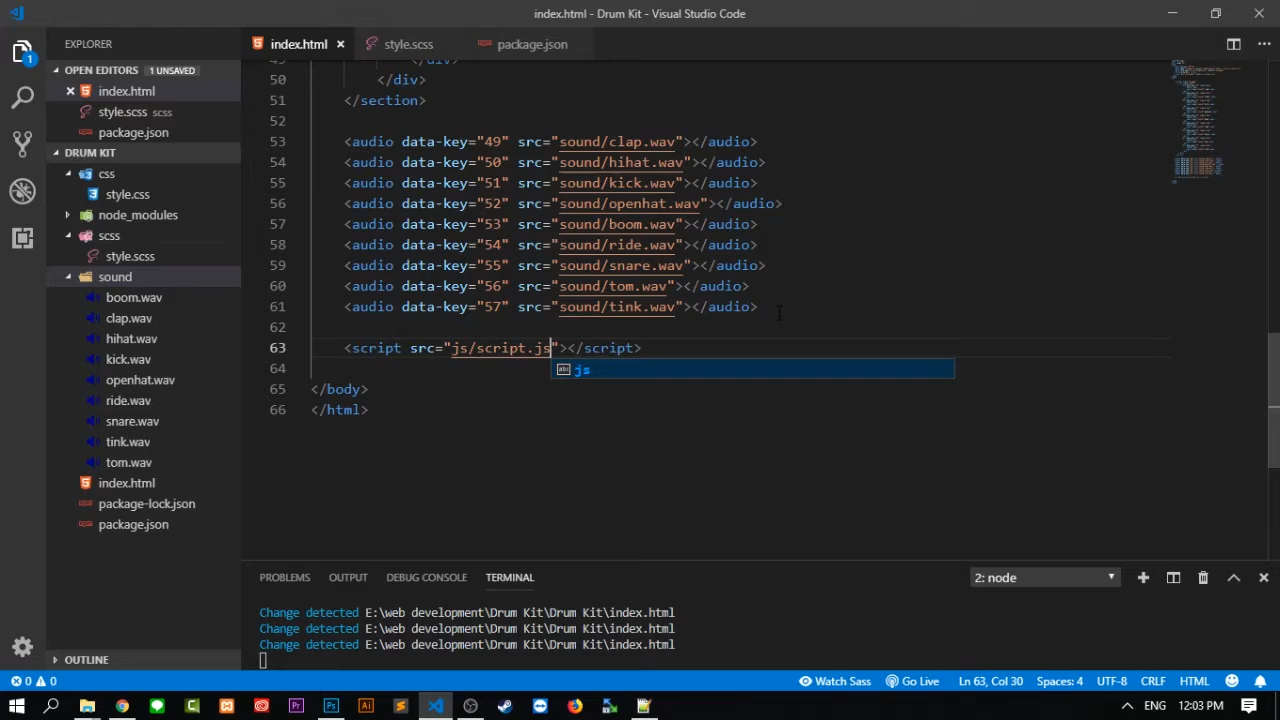 index.html - Drum Kit - Visual Studio Code
EXPLORER
index.html
style.scss
package.json
OPEN EDITORS 1 UNSAVED
index.html
style.scss scss
package.json
DRUM KIT
css
style.css
node_modules
scss
style.scss
sound
boom.wav
clap.wav
hihat.wav
kick.wav
openhat.wav
ride.wav
snare.wav
tink.wav
tom.wav
index.html
package-lock.json
package.json
OUTLINE
50 </div>
51 </section>
52
53 <audio data-key="49" src="sound/clap.wav"></audio>
54 <audio data-key="50" src="sound/hihat.wav"></audio>
55 <audio data-key="51" src="sound/kick.wav"></audio>
56 <audio data-key="52" src="sound/openhat.wav"></audio>
57 <audio data-key="53" src="sound/boom.wav"></audio>
58 <audio data-key="54" src="sound/ride.wav"></audio>
59 <audio data-key="55" src="sound/snare.wav"></audio>
60 <audio data-key="56" src="sound/tom.wav"></audio>
61 <audio data-key="57" src="sound/tink.wav"></audio>
62
63 <script src="js/script.js"></script>
64
abc js
65 </body>
66 </html>
PROBLEMS OUTPUT DEBUG CONSOLE TERMINAL
2: node
Change detected E:\web development\Drum Kit\Drum Kit\index.html
Change detected E:\web development\Drum Kit\Drum Kit\index.html
Change detected E:\web development\Drum Kit\Drum Kit\index.html
0 0 Watch Sass Go Live Ln 63, Col 30 Spaces: 4 UTF-8 CRLF HTML
ENG 12:03 PM